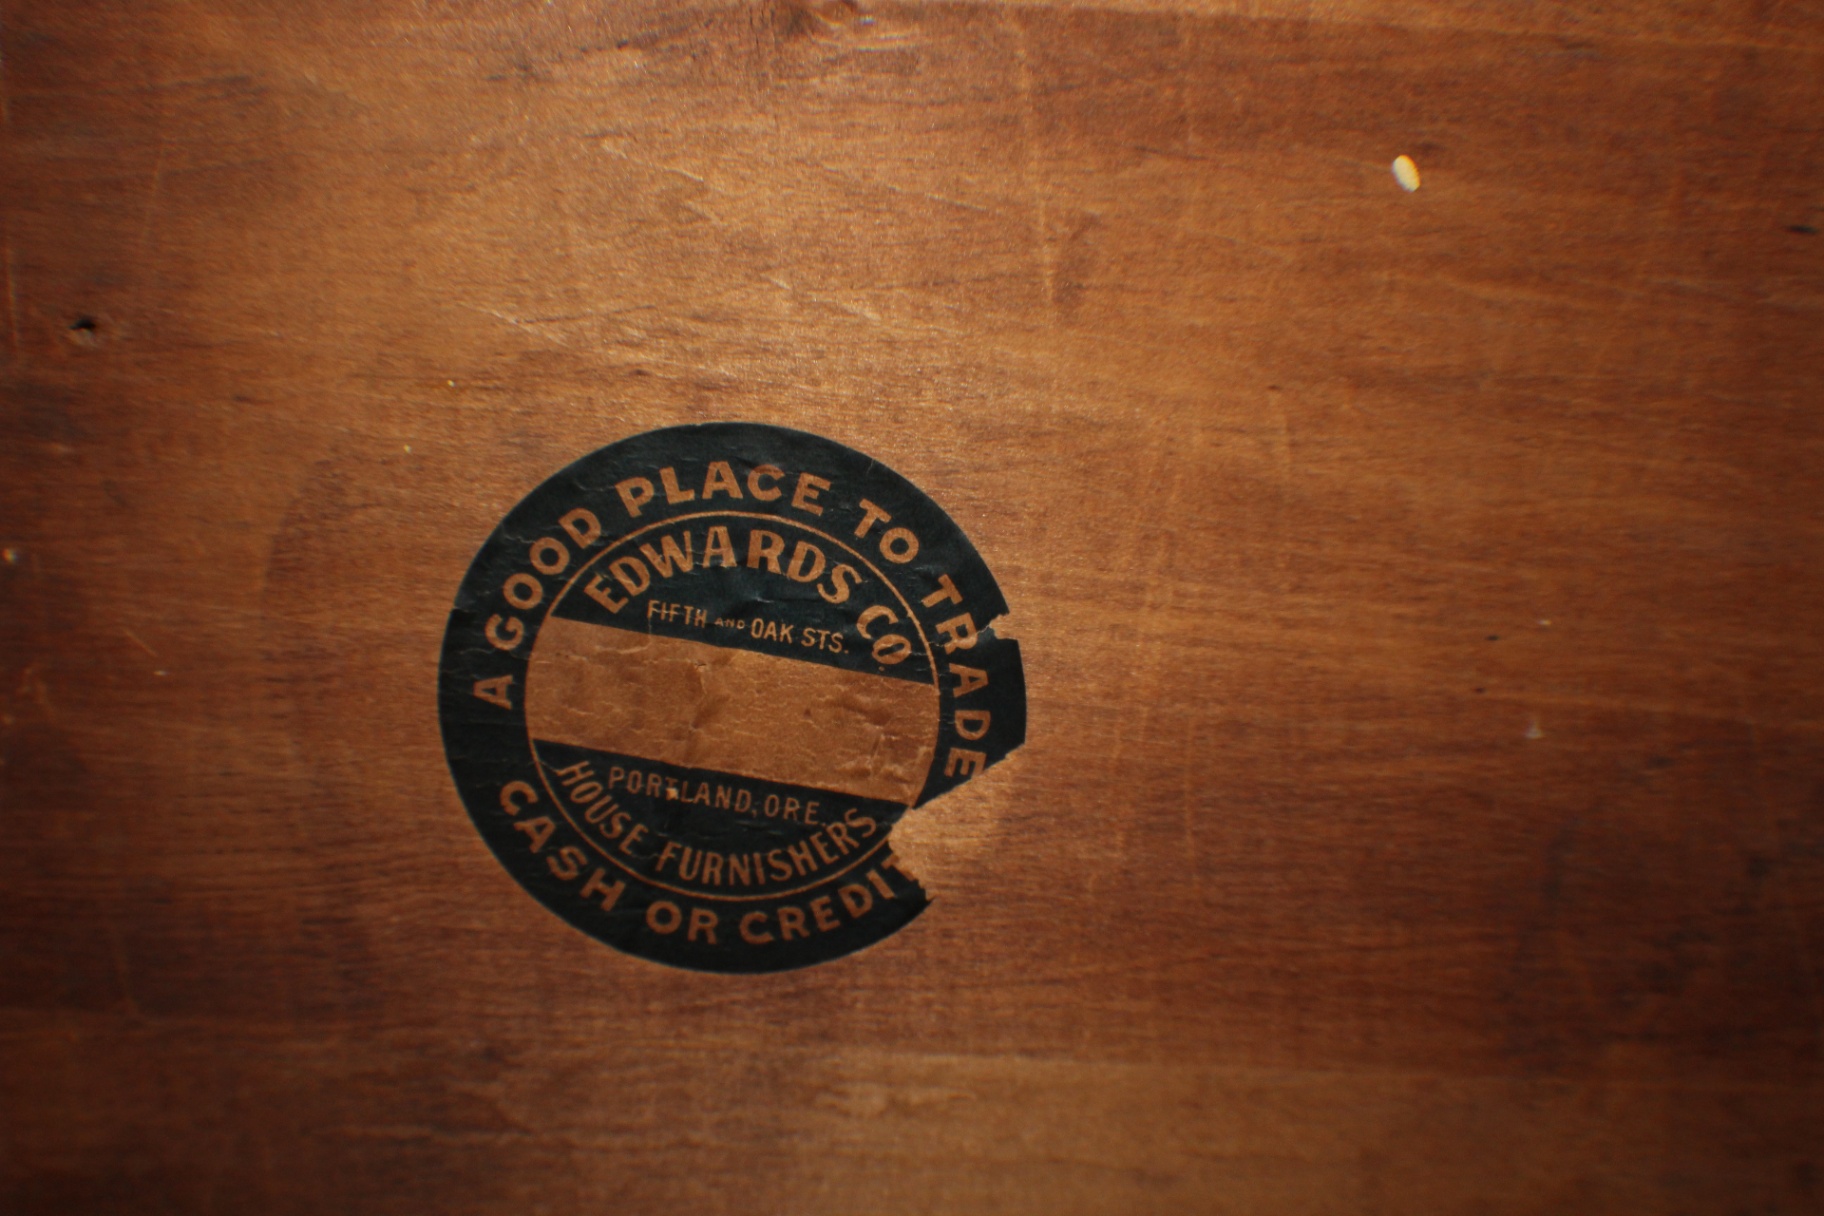 A GOOD PLACE TO TRADE
EDWARDS CO.
FIFTH AND OAK STS.
PORTLAND, ORE.
HOUSE FURNISHERS
CASH OR CREDIT